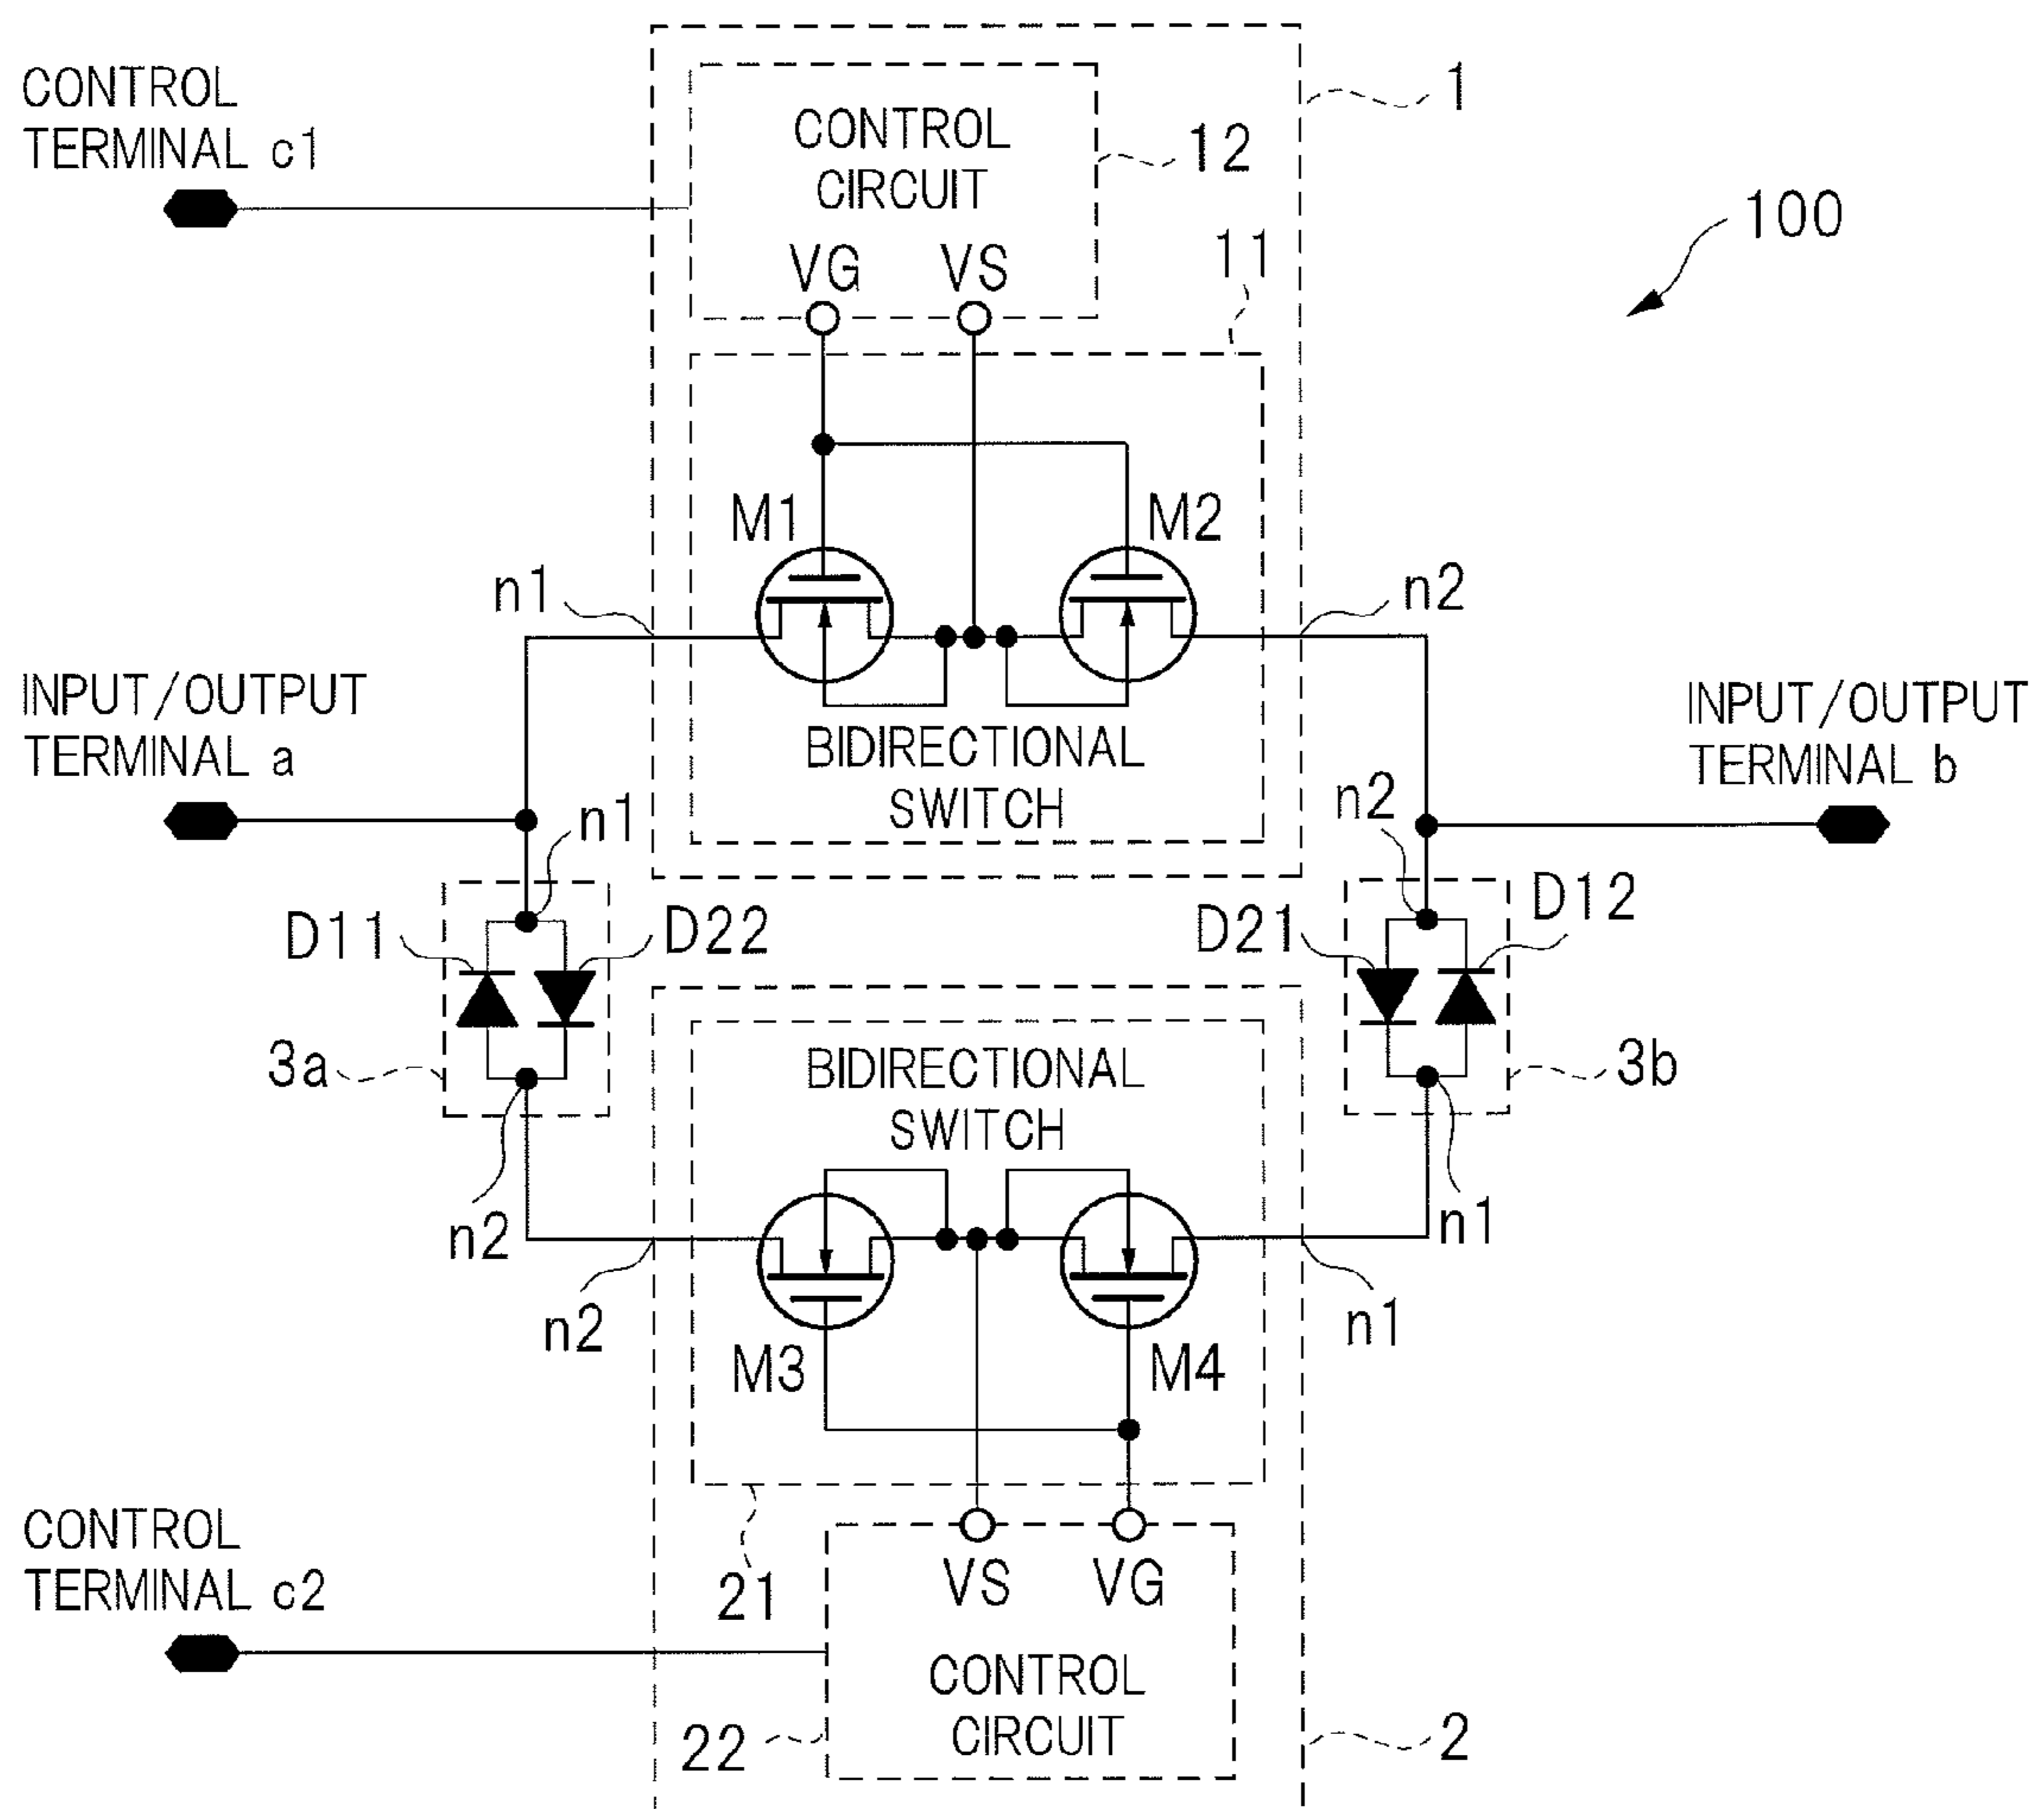 CONTROL
TERMINAL c1
CONTROL
CIRCUIT
VG VS
1
12
11
100
M1
M2
n1
n2
INPUT/OUTPUT
TERMINAL a
BIDIRECTIONAL
SWITCH
INPUT/OUTPUT
TERMINAL b
n1
n2
D11
D22
D21
D12
3a
3b
BIDIRECTIONAL
SWITCH
n2
n2
n1
n1
M3
M4
21
VS VG
CONTROL
TERMINAL c2
CONTROL
CIRCUIT
22
2